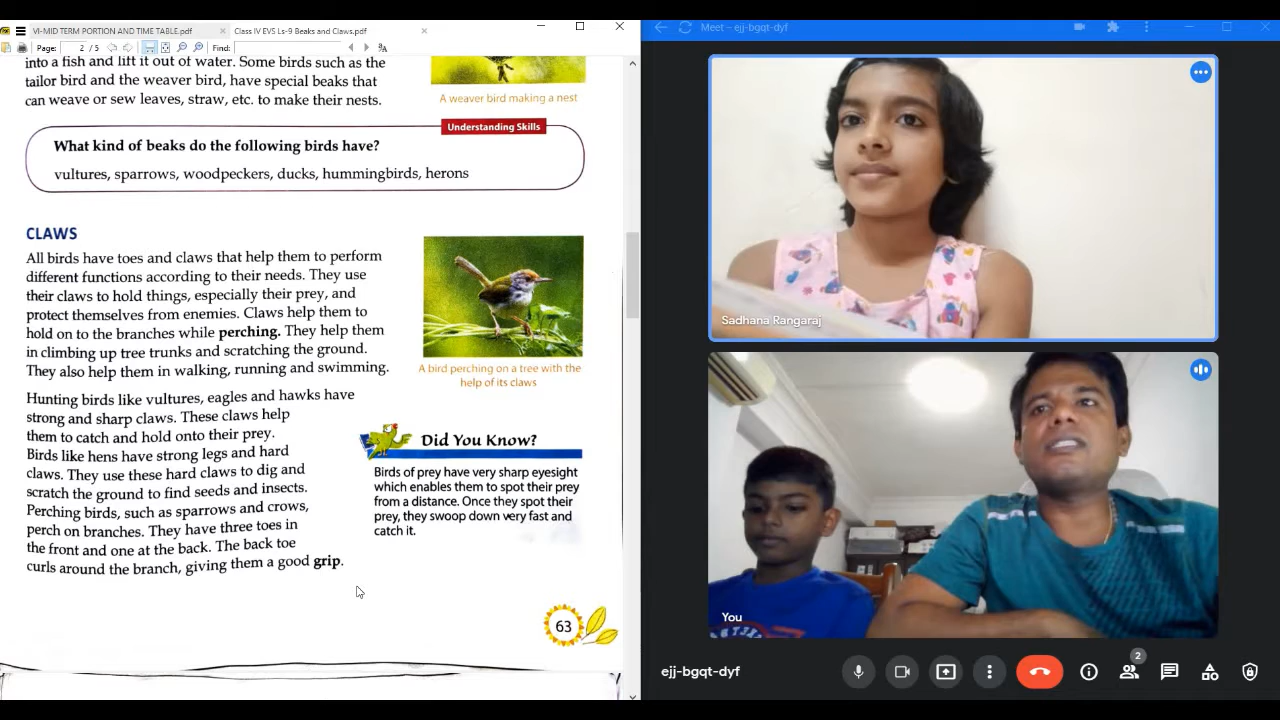 VI-MID TERM PORTION AND TIME TABLE.pdf
Class IV EVS Ls-9 Beaks and Claws.pdf
Page: 2 / 5 Find:
into a fish and lift it out of water. Some birds such as the
tailor bird and the weaver bird, have special beaks that
can weave or sew leaves, straw, etc. to make their nests.
A weaver bird making a nest
Understanding Skills
What kind of beaks do the following birds have?
vultures, sparrows, woodpeckers, ducks, hummingbirds, herons
CLAWS
All birds have toes and claws that help them to perform
different functions according to their needs. They use
their claws to hold things, especially their prey, and
protect themselves from enemies. Claws help them to
hold on to the branches while perching. They help them
in climbing up tree trunks and scratching the ground.
They also help them in walking, running and swimming.
A bird perching on a tree with the
help of its claws
Hunting birds like vultures, eagles and hawks have
strong and sharp claws. These claws help
them to catch and hold onto their prey.
Birds like hens have strong legs and hard
claws. They use these hard claws to dig and
scratch the ground to find seeds and insects.
Perching birds, such as sparrows and crows,
perch on branches. They have three toes in
the front and one at the back. The back toe
curls around the branch, giving them a good grip.
Did You Know?
Birds of prey have very sharp eyesight
which enables them to spot their prey
from a distance. Once they spot their
prey, they swoop down very fast and
catch it.
63
Meet – ejj-bgqt-dyf
Sadhana Rangaraj
You
ejj-bgqt-dyf
2